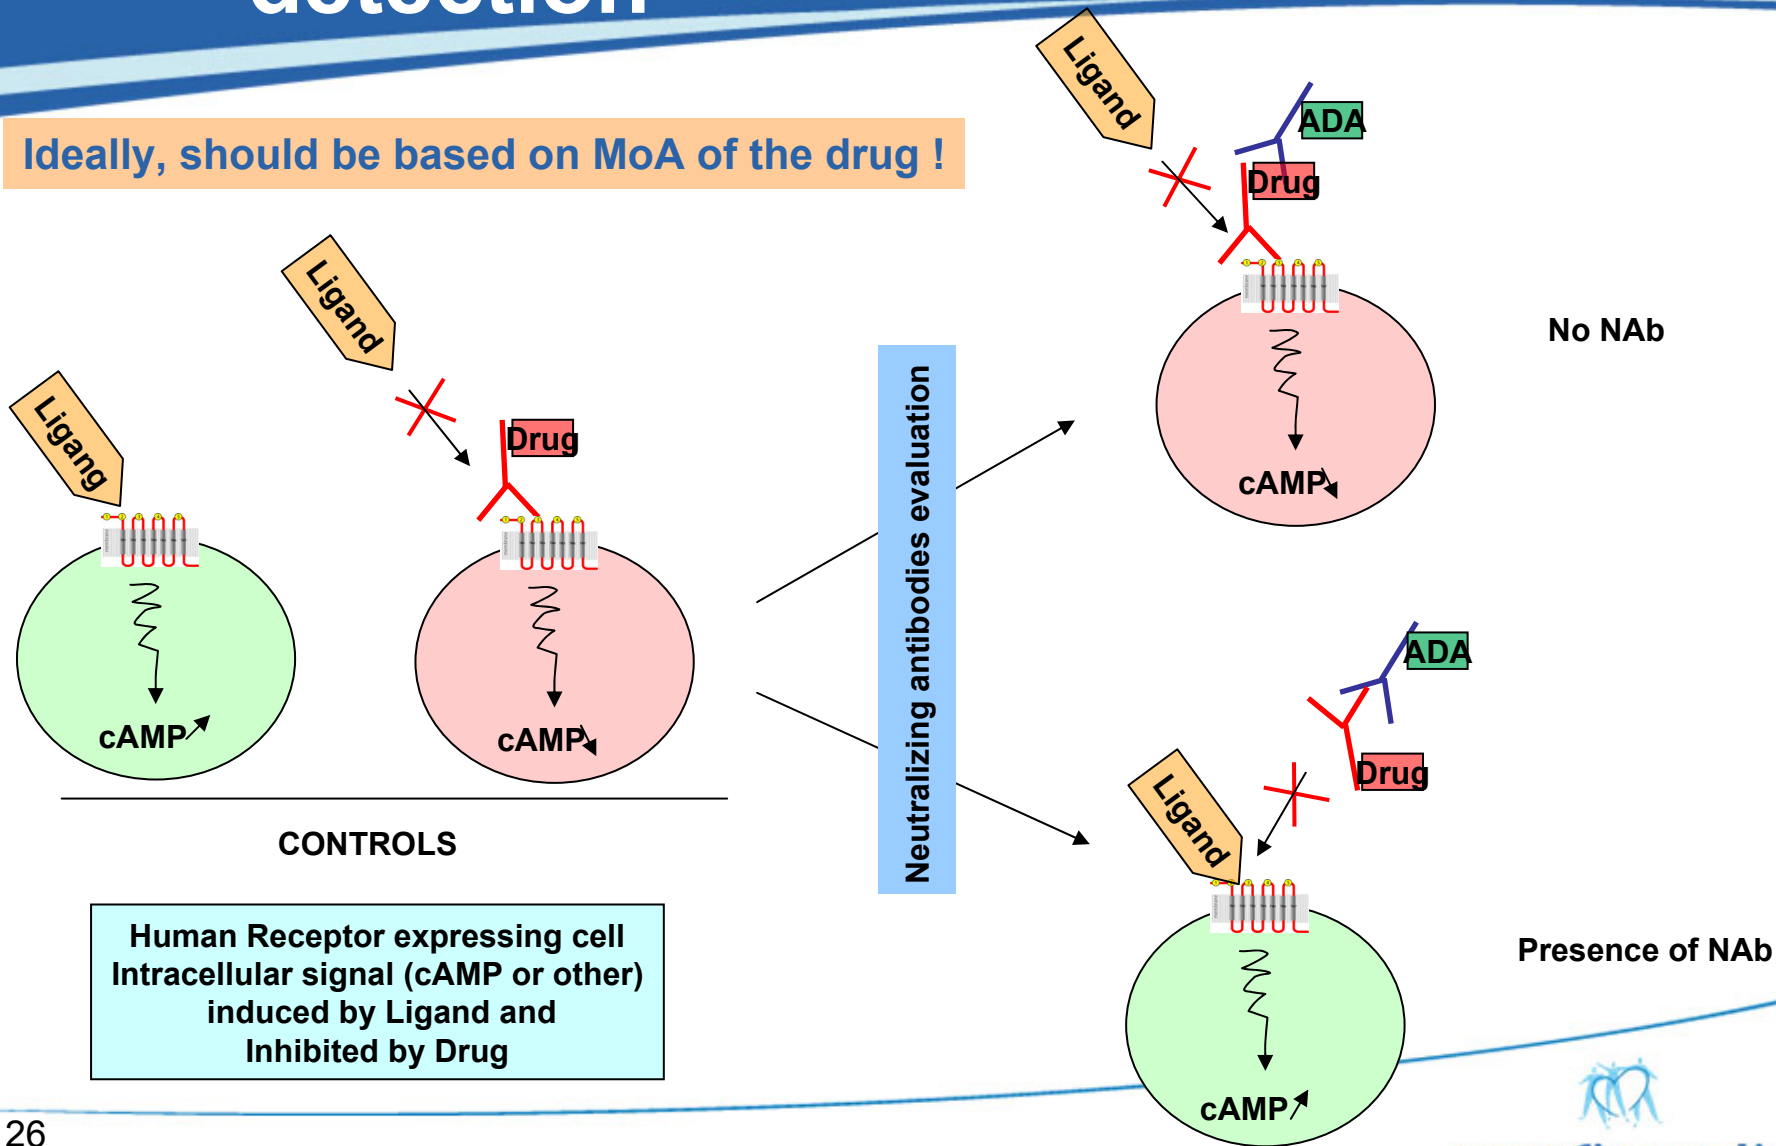 detection
Ideally, should be based on MoA of the drug !
Ligand
ADA
Drug
No NAb
cAMP
Ligang
cAMP
Ligand
Drug
cAMP
CONTROLS
Human Receptor expressing cell
Intracellular signal (cAMP or other)
induced by Ligand and
Inhibited by Drug
Neutralizing antibodies evaluation
ADA
Drug
Ligand
cAMP
Presence of NAb
26